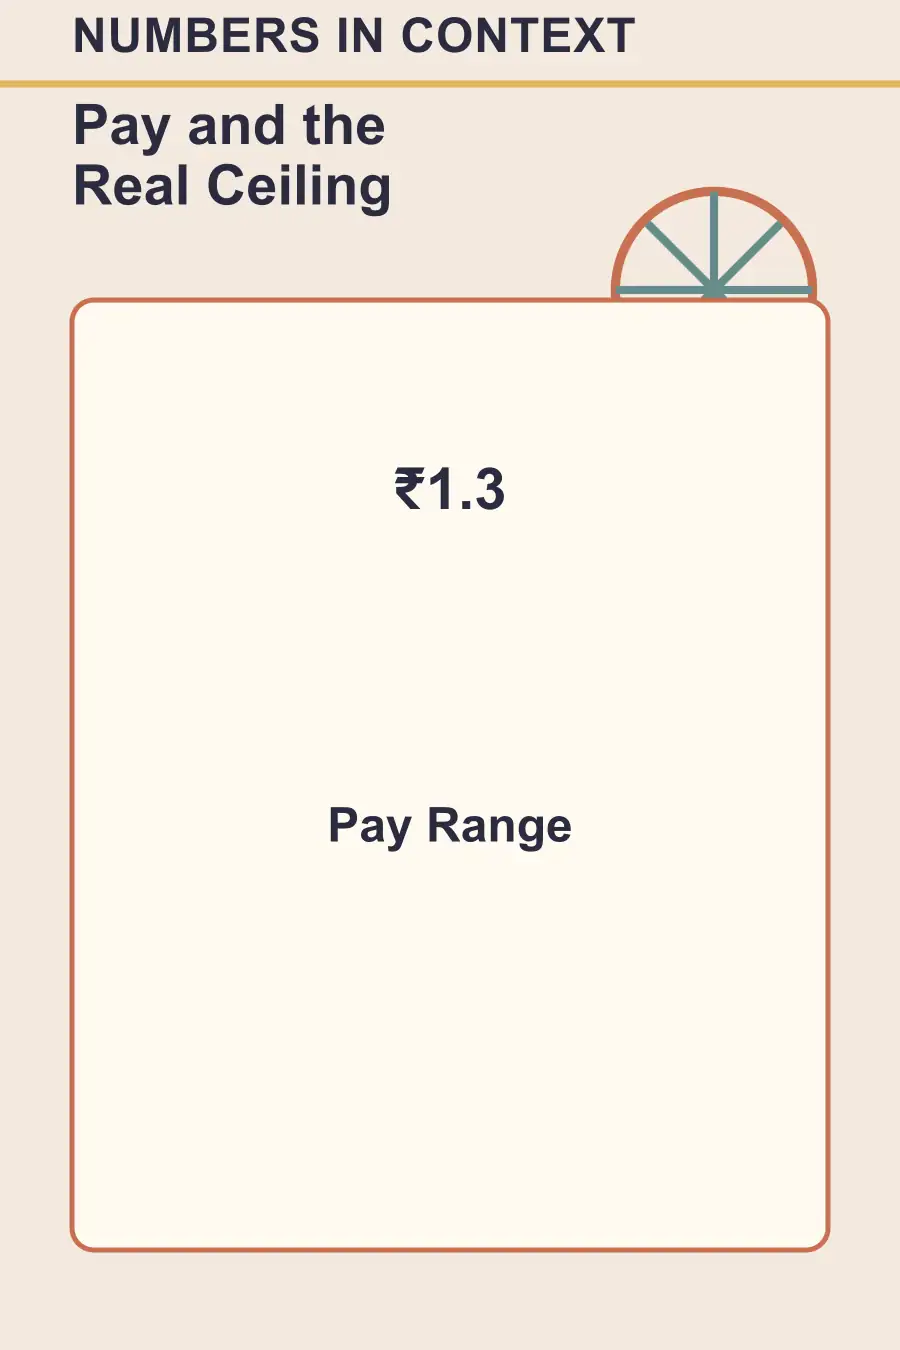 NUMBERS IN CONTEXT
Pay and the
Real Ceiling
₹1.3
Pay Range